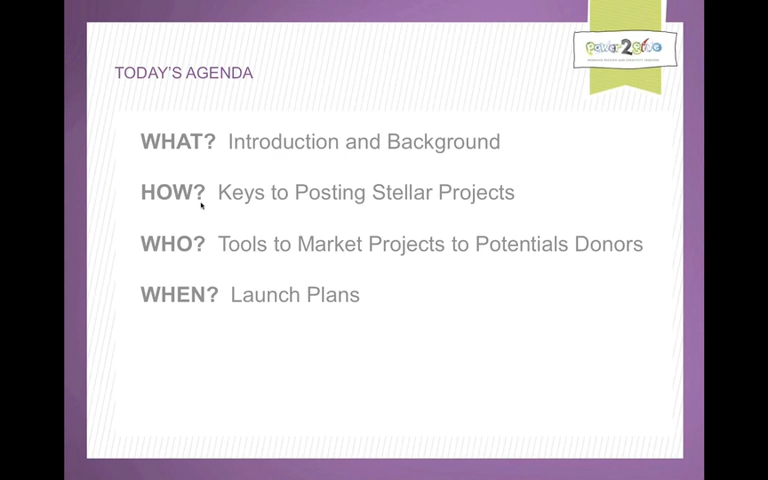 power2give
TODAY'S AGENDA
WHAT? Introduction and Background
HOW? Keys to Posting Stellar Projects
WHO? Tools to Market Projects to Potentials Donors
WHEN? Launch Plans